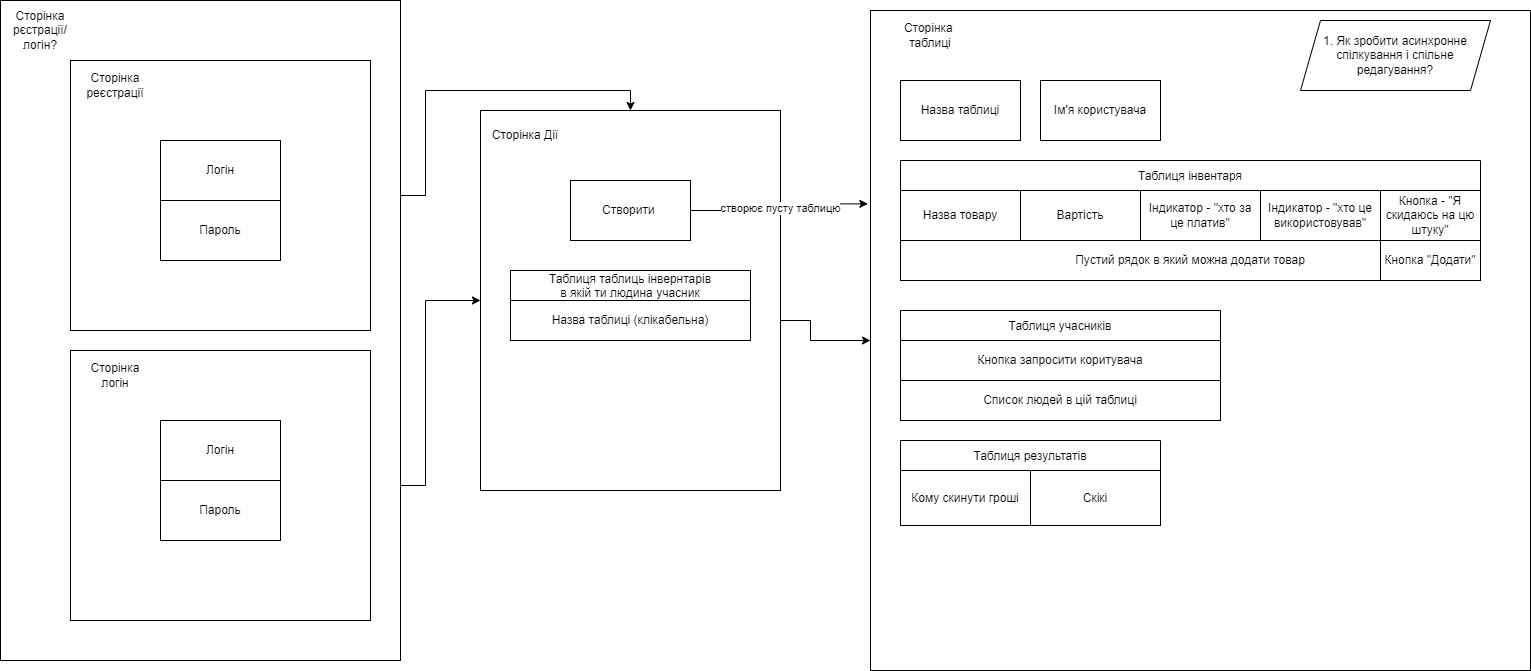 Сторінка
рєстрації/
логін?
Сторінка
реєстрації
Логін
Пароль
Сторінка
логін
Логін
Пароль
Сторінка Дії
Створити
створює пусту таблицю
Таблиця таблиць інвернтарів
в якій ти людина учасник
Назва таблиці (клікабельна)
Сторінка
таблиці
1. Як зробити асинхронне
спілкування і спільне
редагування?
Назва таблиці
Ім'я користувача
Таблиця інвентаря
Назва товару
Вартість
Індикатор - "хто за
це платив"
Індикатор - "хто це
використовував"
Кнопка - "Я
скидаюсь на цю
штуку"
Пустий рядок в який можна додати товар
Кнопка "Додати"
Таблиця учасників
Кнопка запросити коритувача
Список людей в цій таблиці
Таблиця результатів
Кому скинути гроші
Скікі